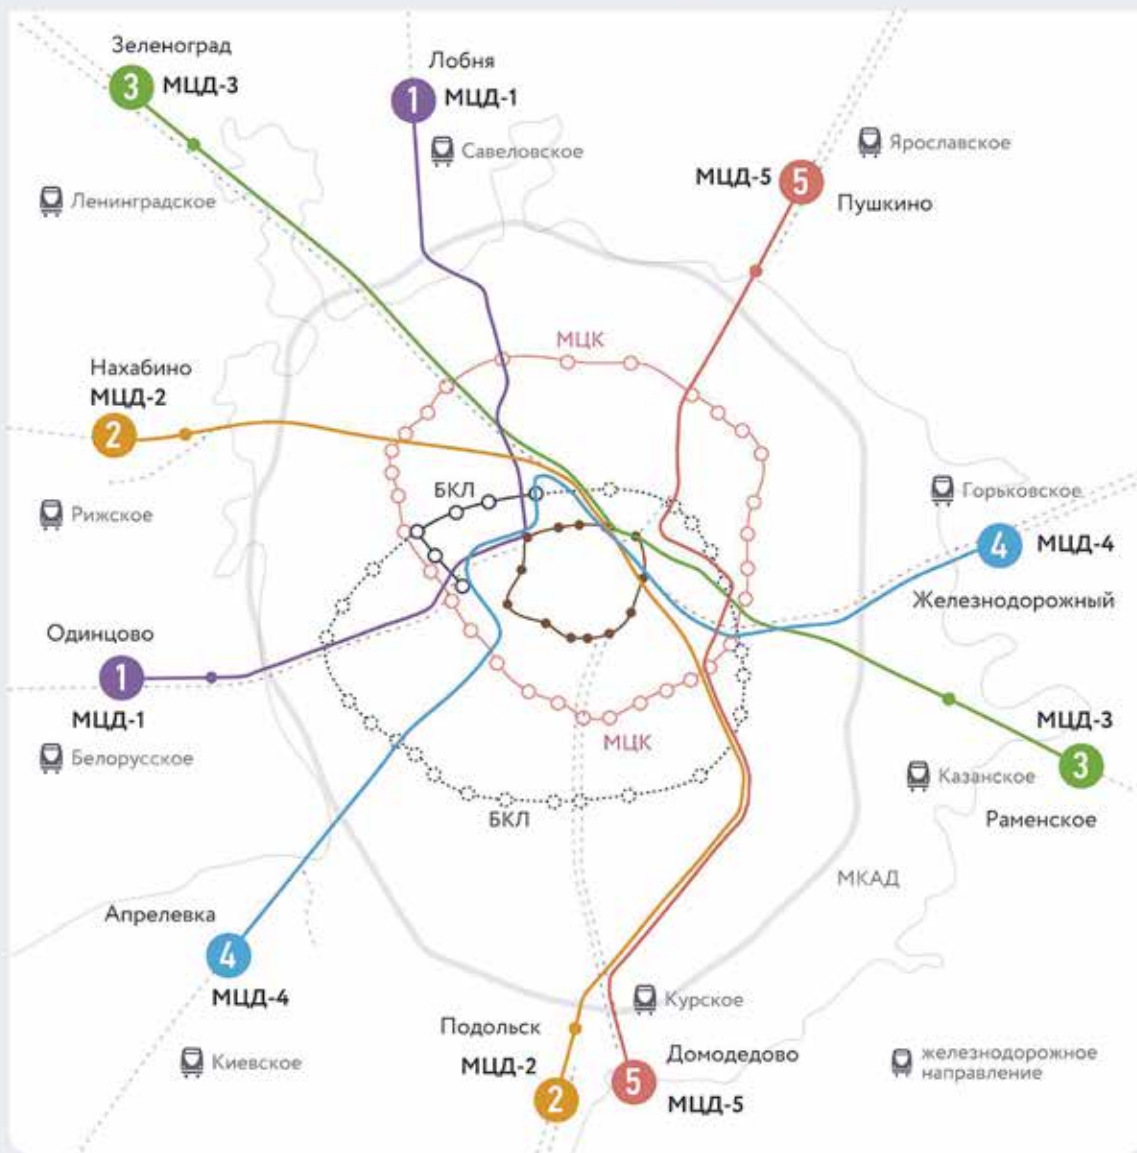 Зеленоград
3 МЦД-3
Лобня
1 МЦД-1
Савеловское
Ярославское
МЦД-5 5
Пушкино
Ленинградское
МЦК
Нахабино
МЦД-2
2
БКЛ
Рижское
Горьковское
4 МЦД-4
Железнодорожный
Одинцово
1
МЦД-1
Белорусское
МЦД-3
3
Казанское
Раменское
МЦК
БКЛ
МКАД
Апрелевка
4
МЦД-4
Киевское
Курское
Подольск
МЦД-2
2
Домодедово
5
МЦД-5
железнодорожное
направление